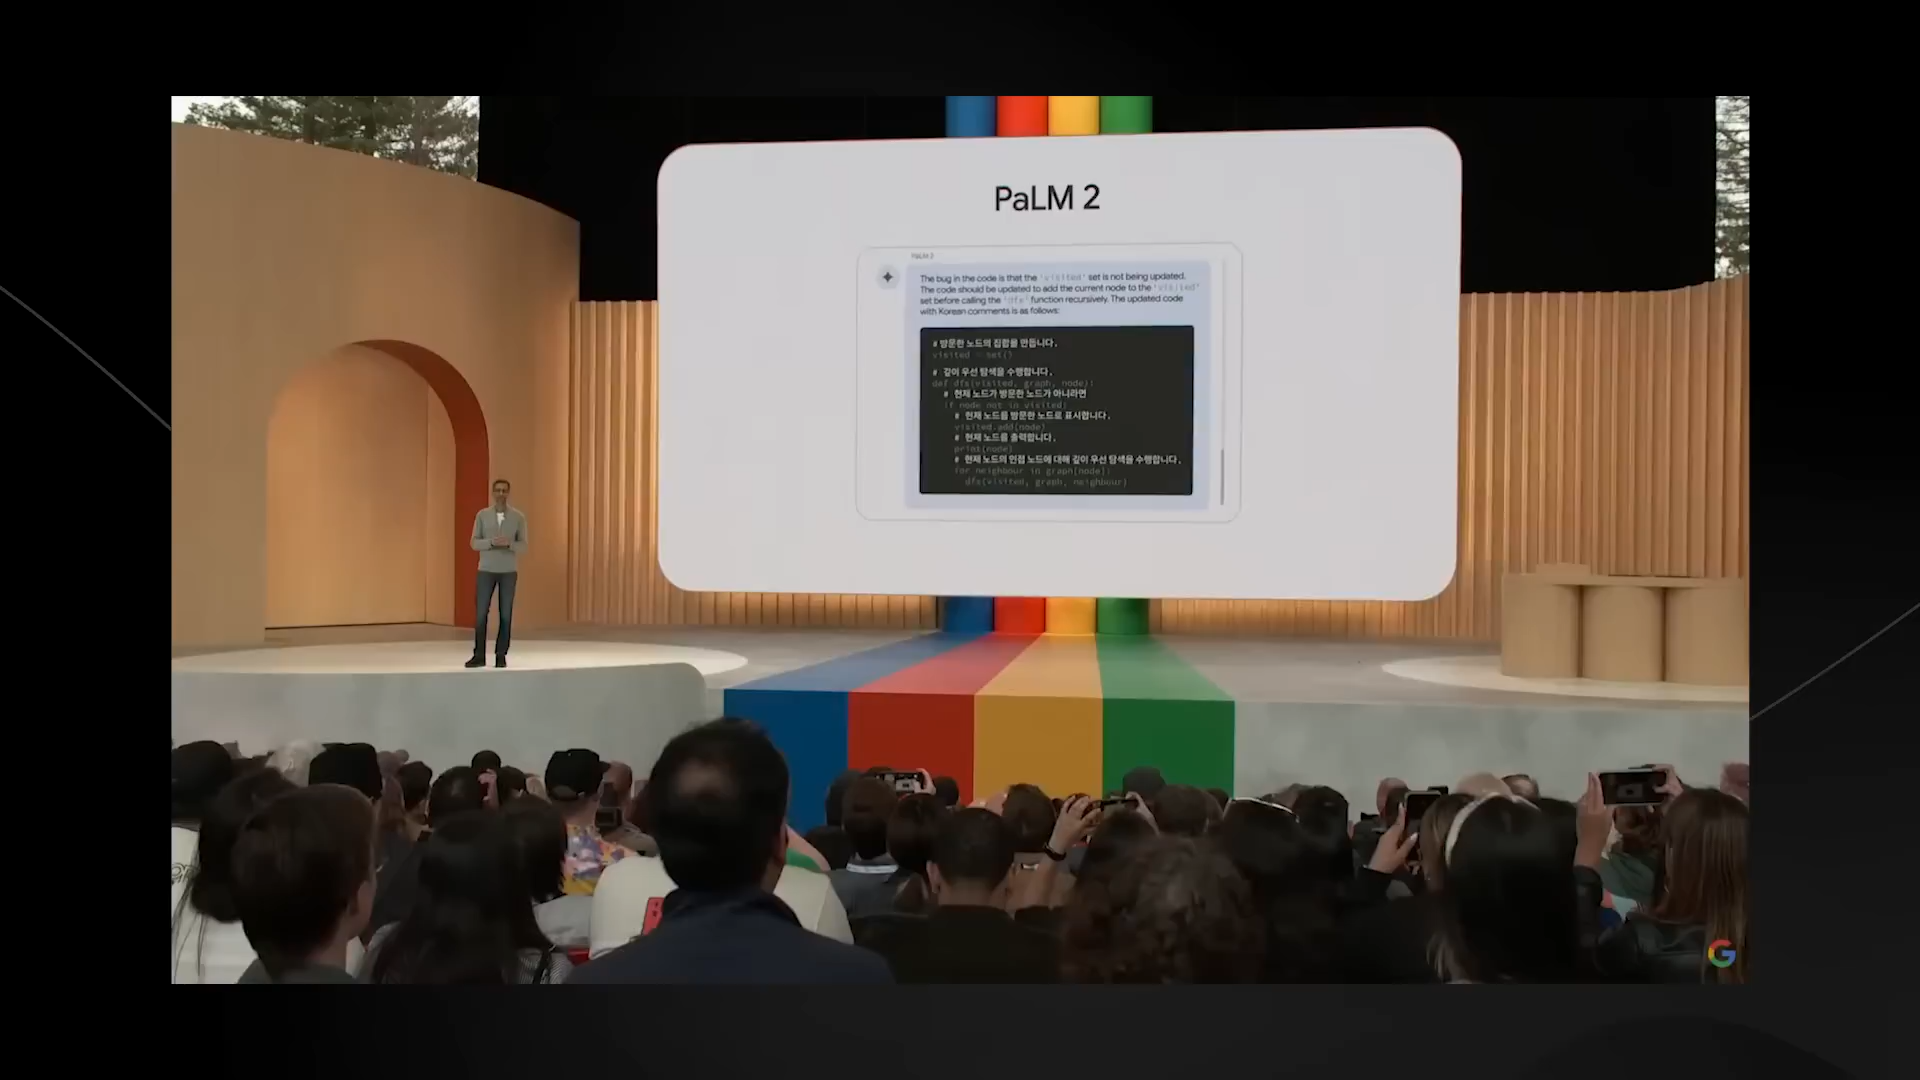 PaLM 2
PaLM 2
The bug in the code is that the 'visited' set is not being updated.
The code should be updated to add the current node to the 'visited'
set before calling the 'dfs' function recursively. The updated code
with Korean comments is as follows:
# 방문한 노드의 집합을 만듭니다.
visited = set()
# 깊이 우선 탐색을 수행합니다.
def dfs(visited, graph, node):
# 현재 노드가 방문한 노드가 아니라면
if node not in visited:
# 현재 노드를 방문한 노드로 표시합니다.
visited.add(node)
# 현재 노드를 출력합니다.
print(node)
# 현재 노드의 인접 노드에 대해 깊이 우선 탐색을 수행합니다.
for neighbour in graph[node]:
dfs(visited, graph, neighbour)